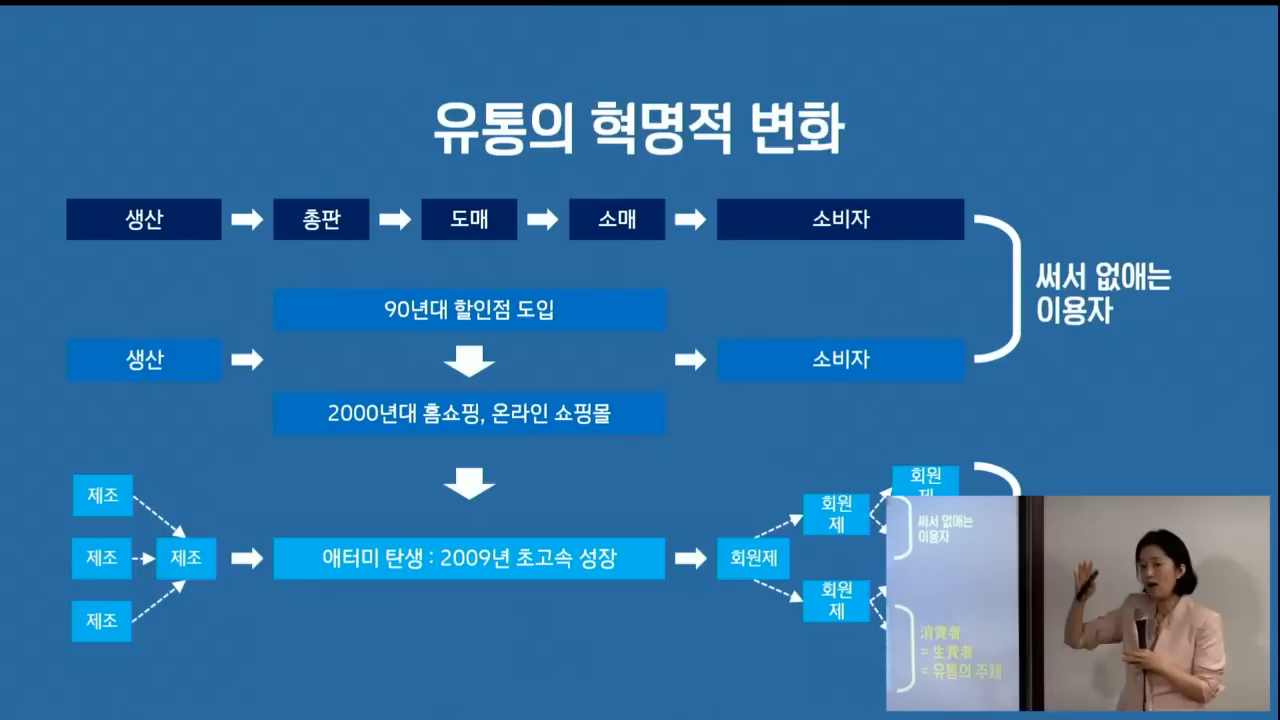 유통의 혁명적 변화
생산
총판
도매
소매
소비자
써서 없애는
이용자
90년대 할인점 도입
생산
소비자
2000년대 홈쇼핑, 온라인 쇼핑몰
제조
제조
제조
제조
애터미 탄생 : 2009년 초고속 성장
회원제
회원
제
회원
제
회원
제
써서 없애는
이용자
消費者
= 生費者
= 유통의 주체